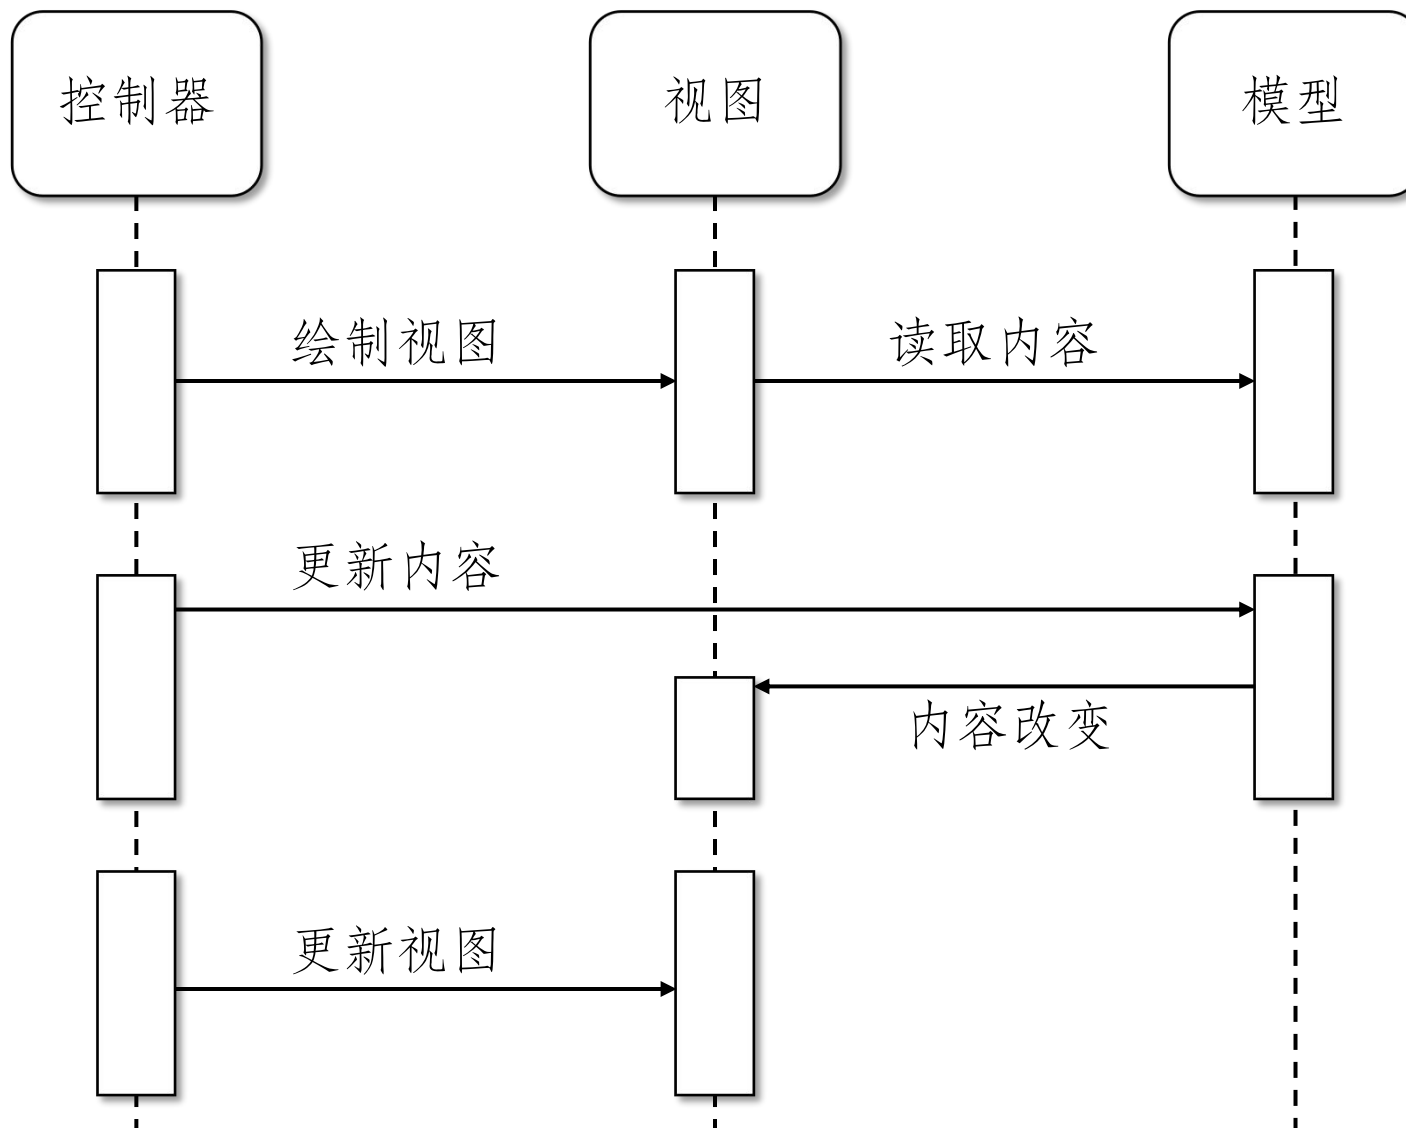 控制器
视图
模型
绘制视图
读取内容
更新内容
内容改变
更新视图